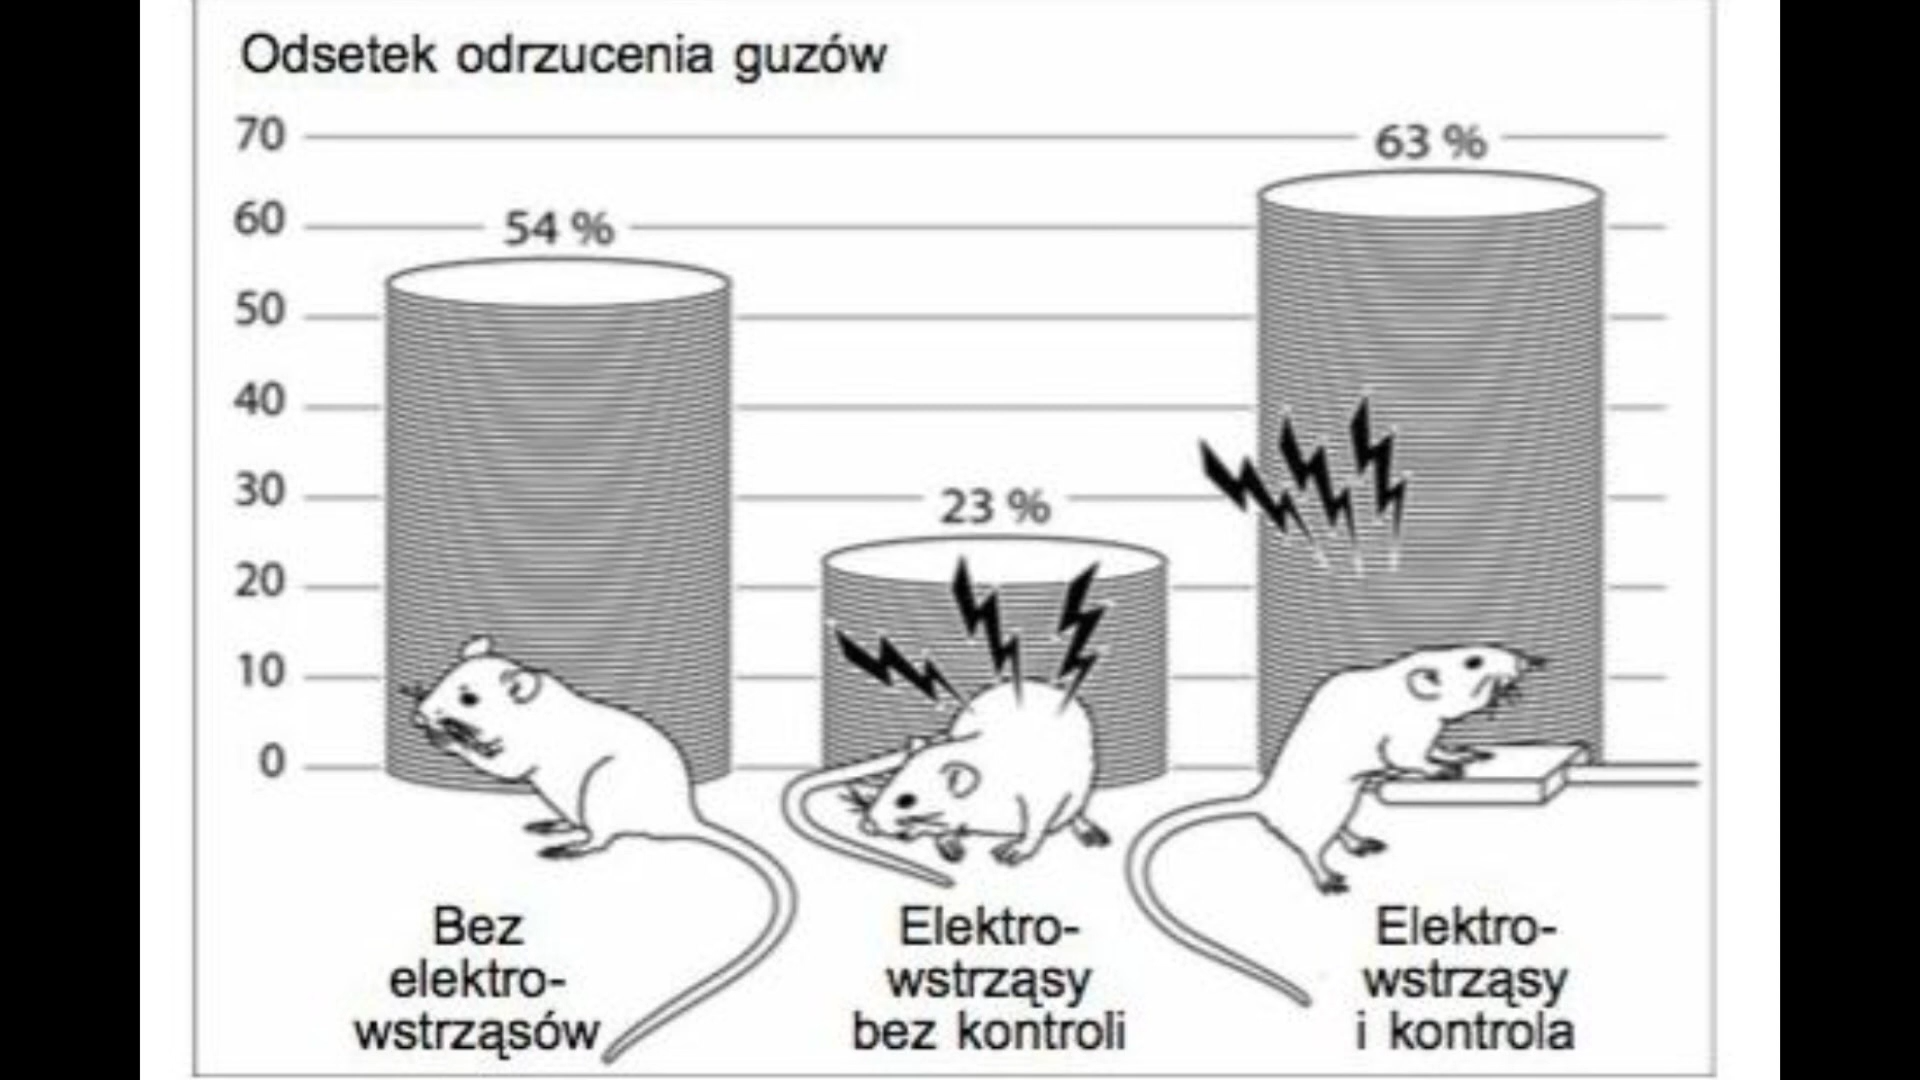 Odsetek odrzucenia guzów
70
63 %
60
54 %
50
40
30
23 %
20
10
0
Bez
elektro-
wstrząsów
Elektro-
wstrząsy
bez kontroli
Elektro-
wstrząsy
i kontrola